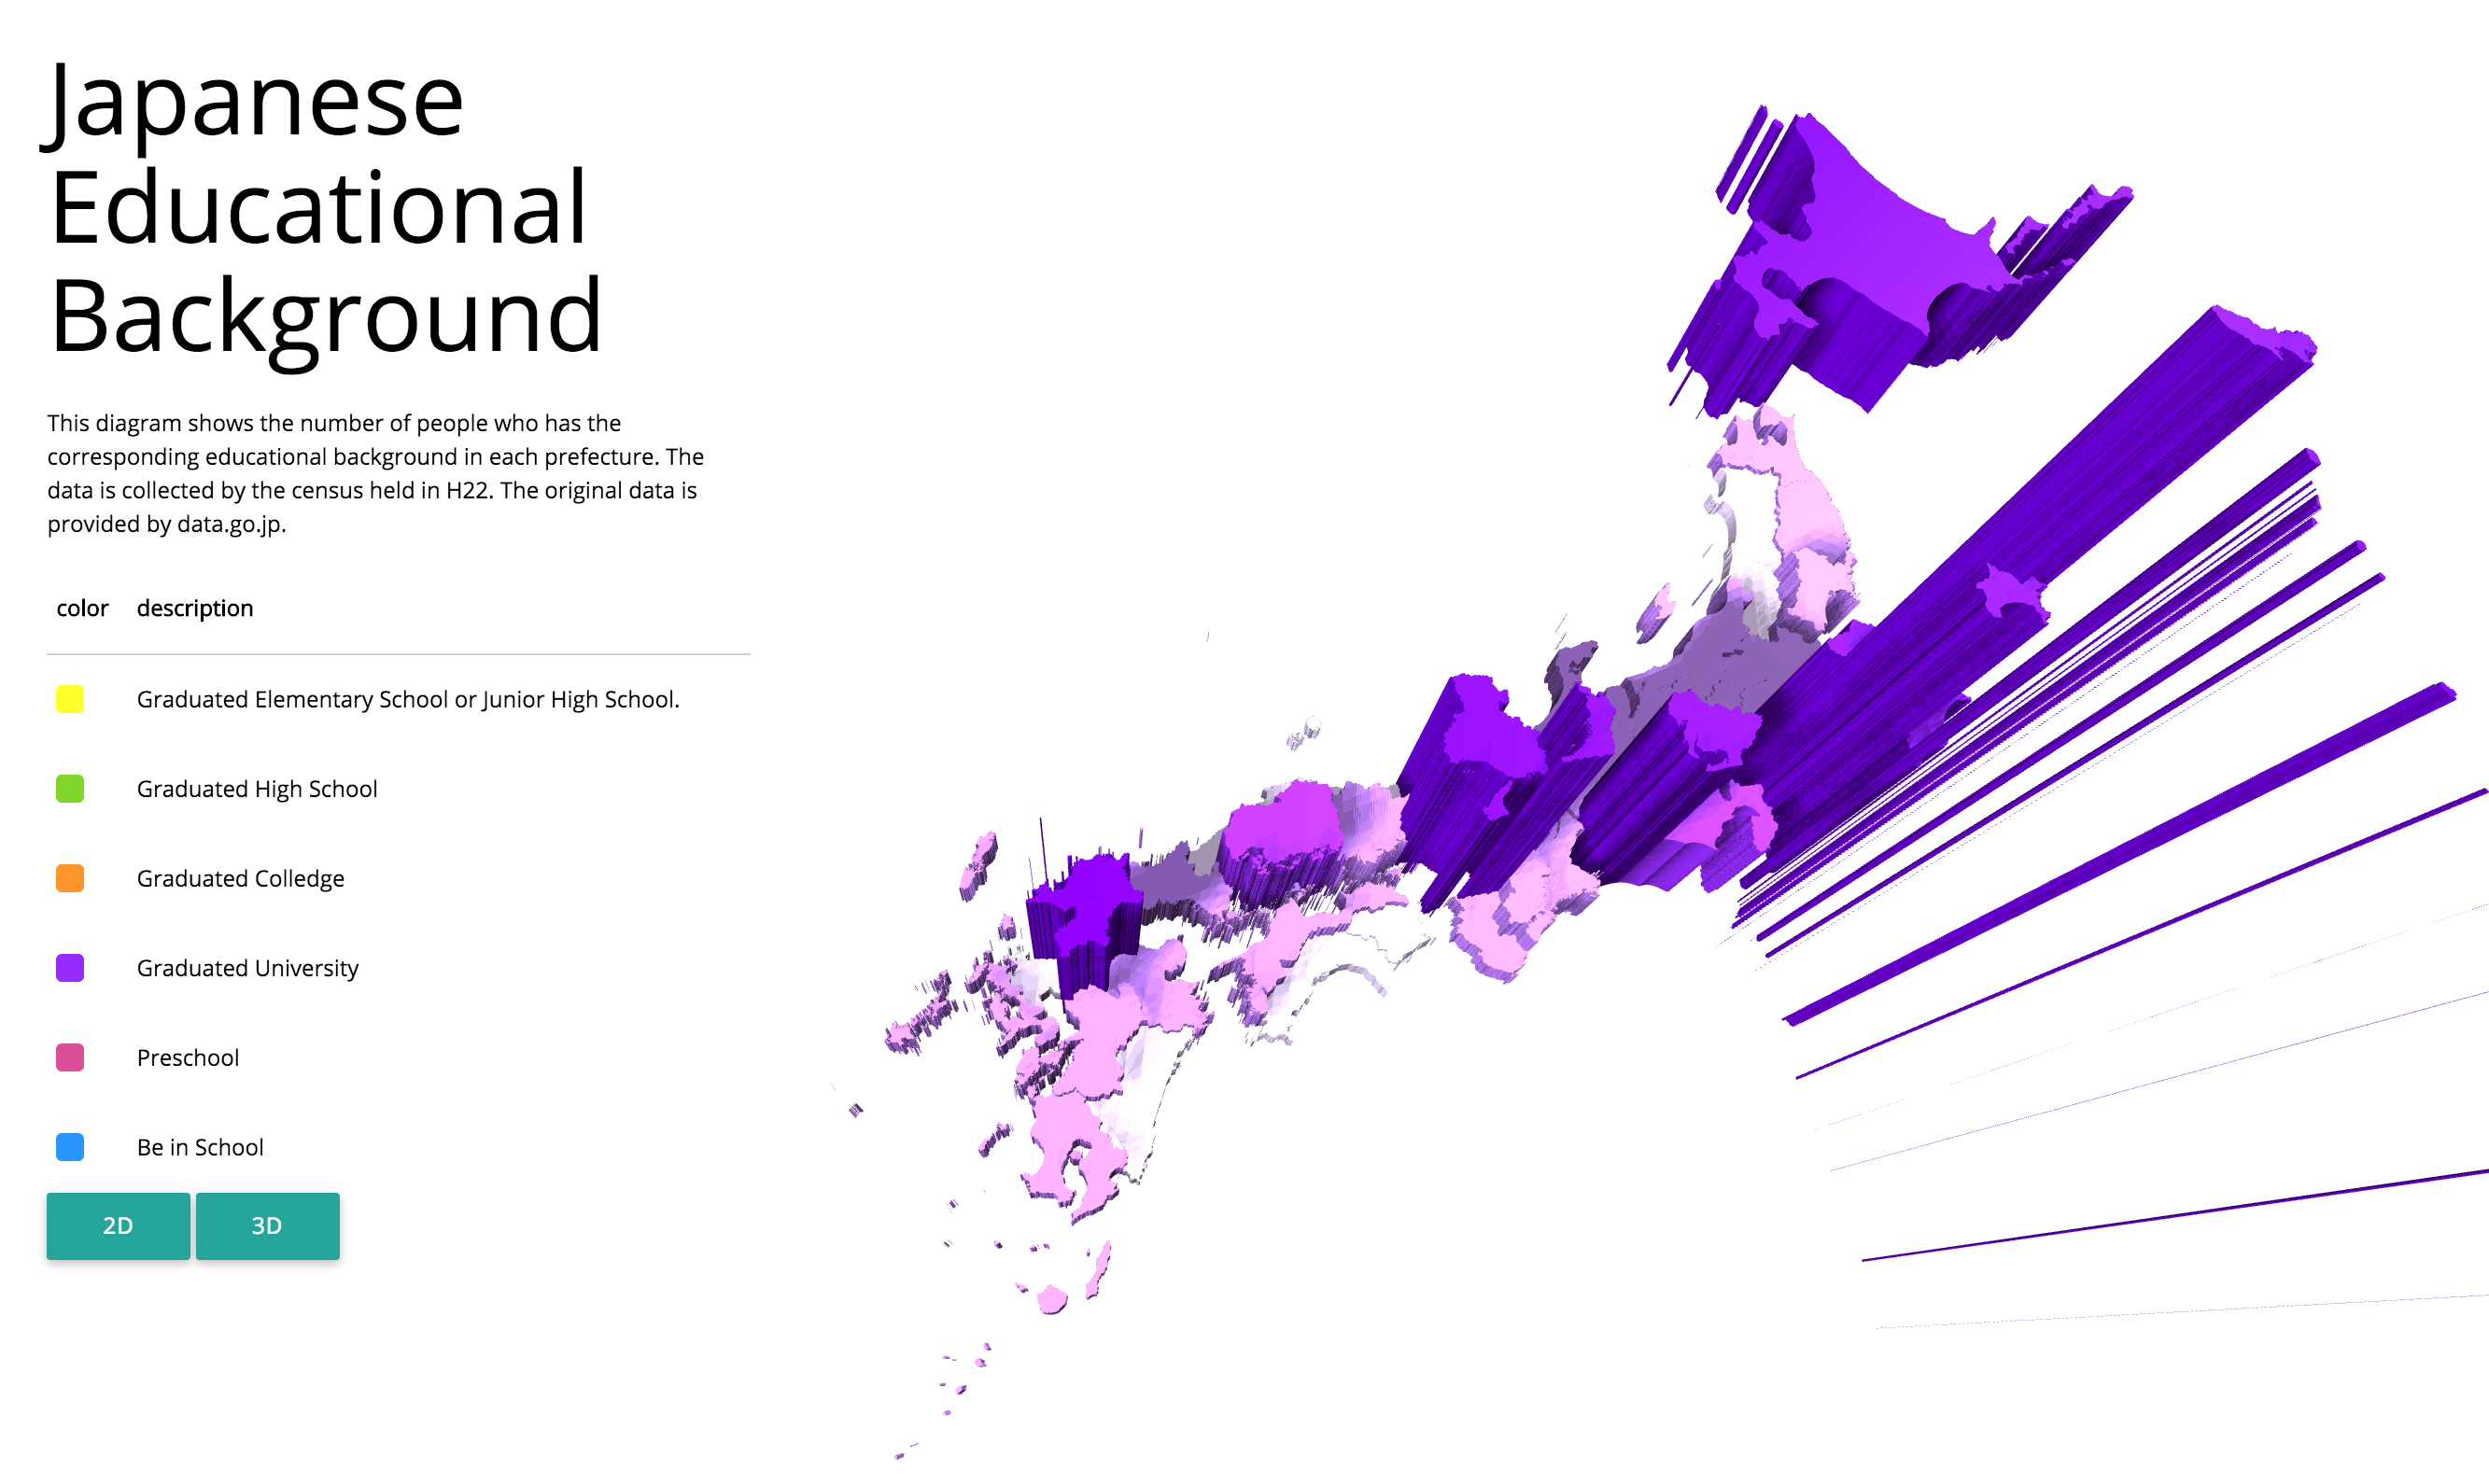 Japanese
Educational
Background
This diagram shows the number of people who has the
corresponding educational background in each prefecture. The
data is collected by the census held in H22. The original data is
provided by data.go.jp.
color description
Graduated Elementary School or Junior High School.
Graduated High School
Graduated Colledge
Graduated University
Preschool
Be in School
2D 3D